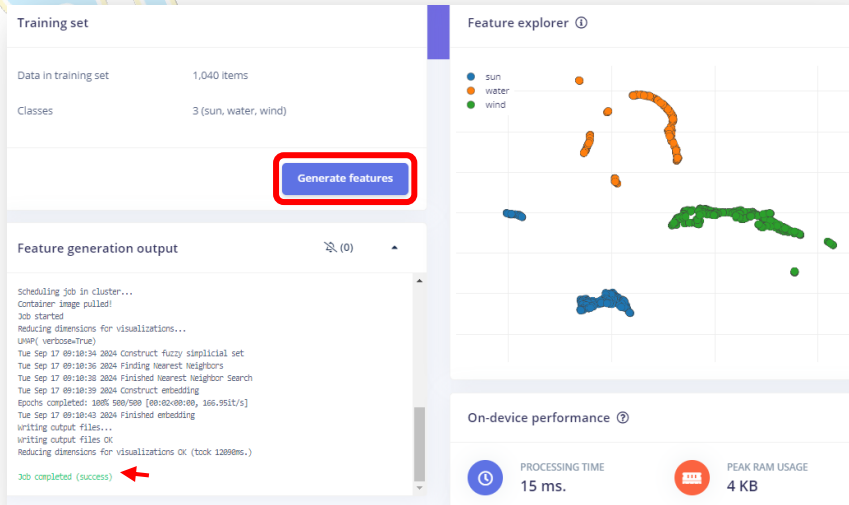 Training set
Data in training set 1,040 items
Classes 3 (sun, water, wind)
Generate features
Feature generation output (0)
Scheduling job in cluster...
Container image pulled!
Job started
Reducing dimensions for visualizations...
UMAP( verbose=True)
Tue Sep 17 09:10:34 2024 Construct fuzzy simplicial set
Tue Sep 17 09:10:36 2024 Finding Nearest Neighbors
Tue Sep 17 09:10:38 2024 Finished Nearest Neighbor Search
Tue Sep 17 09:10:39 2024 Construct embedding
Epochs completed: 100% 500/500 [00:02<00:00, 166.95it/s]
Tue Sep 17 09:10:43 2024 Finished embedding
Writing output files...
Writing output files OK
Reducing dimensions for visualizations OK (took 12090ms.)
Job completed (success)
Feature explorer
sun
water
wind
On-device performance
PROCESSING TIME
15 ms.
PEAK RAM USAGE
4 KB